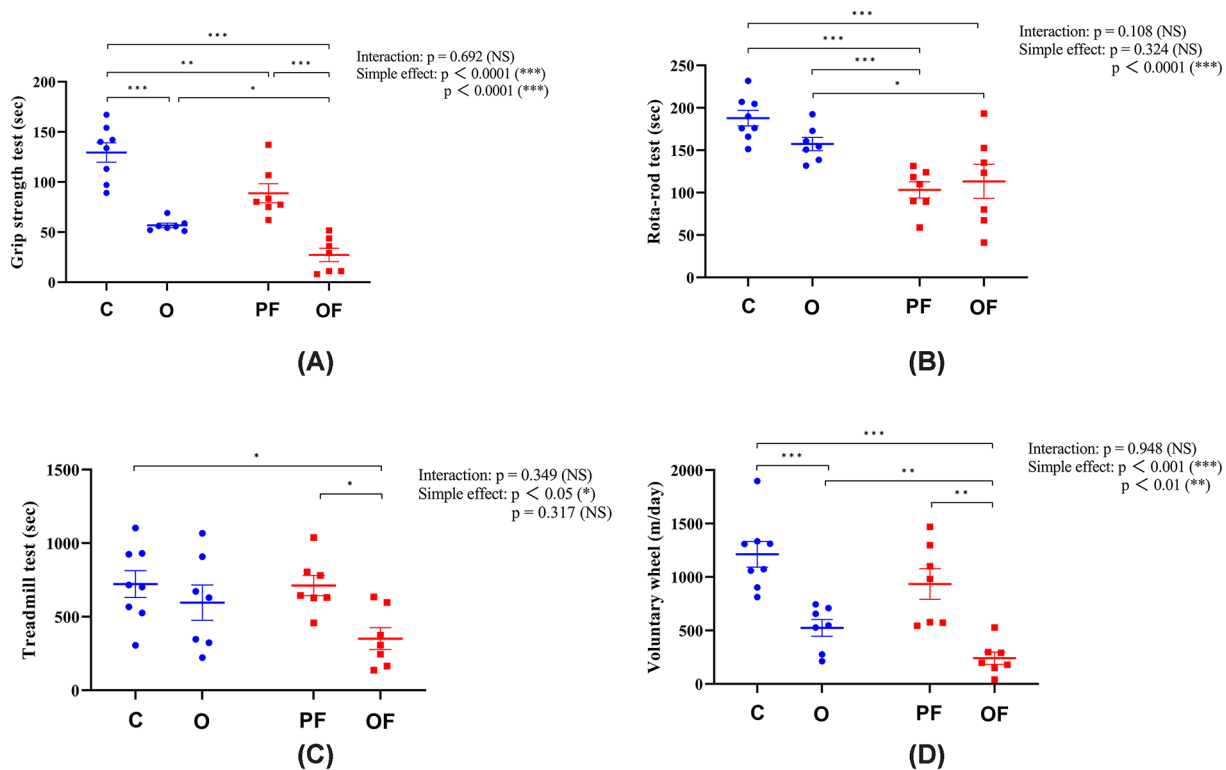 ***
** ***
*** *
Interaction: p = 0.692 (NS)
Simple effect: p < 0.0001 (***)
p < 0.0001 (***)
Grip strength test (sec)
200
150
100
50
0
C O PF OF
(A)
***
***
***
*
Interaction: p = 0.108 (NS)
Simple effect: p = 0.324 (NS)
p < 0.0001 (***)
Rota-rod test (sec)
250
200
150
100
50
0
C O PF OF
(B)
*
*
Interaction: p = 0.349 (NS)
Simple effect: p < 0.05 (*)
p = 0.317 (NS)
Treadmill test (sec)
1500
1000
500
0
C O PF OF
(C)
***
*** **
**
Interaction: p = 0.948 (NS)
Simple effect: p < 0.001 (***)
p < 0.01 (**)
Voluntary wheel (m/day)
2000
1500
1000
500
0
C O PF OF
(D)